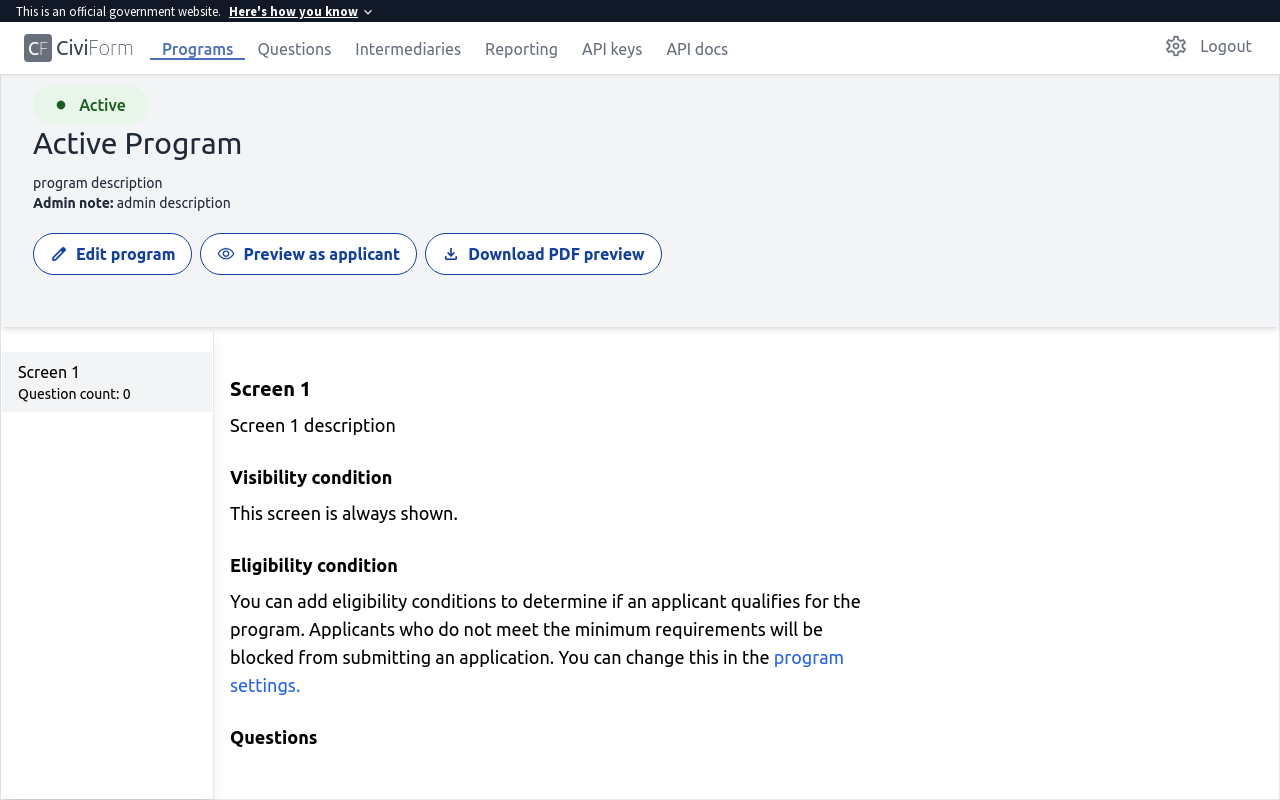 This is an official government website. Here's how you know
CF CiviForm Programs Questions Intermediaries Reporting API keys API docs Logout
Active
Active Program
program description
Admin note: admin description
Edit program Preview as applicant Download PDF preview
Screen 1
Question count: 0
Screen 1
Screen 1 description
Visibility condition
This screen is always shown.
Eligibility condition
You can add eligibility conditions to determine if an applicant qualifies for the
program. Applicants who do not meet the minimum requirements will be
blocked from submitting an application. You can change this in the program
settings.
Questions